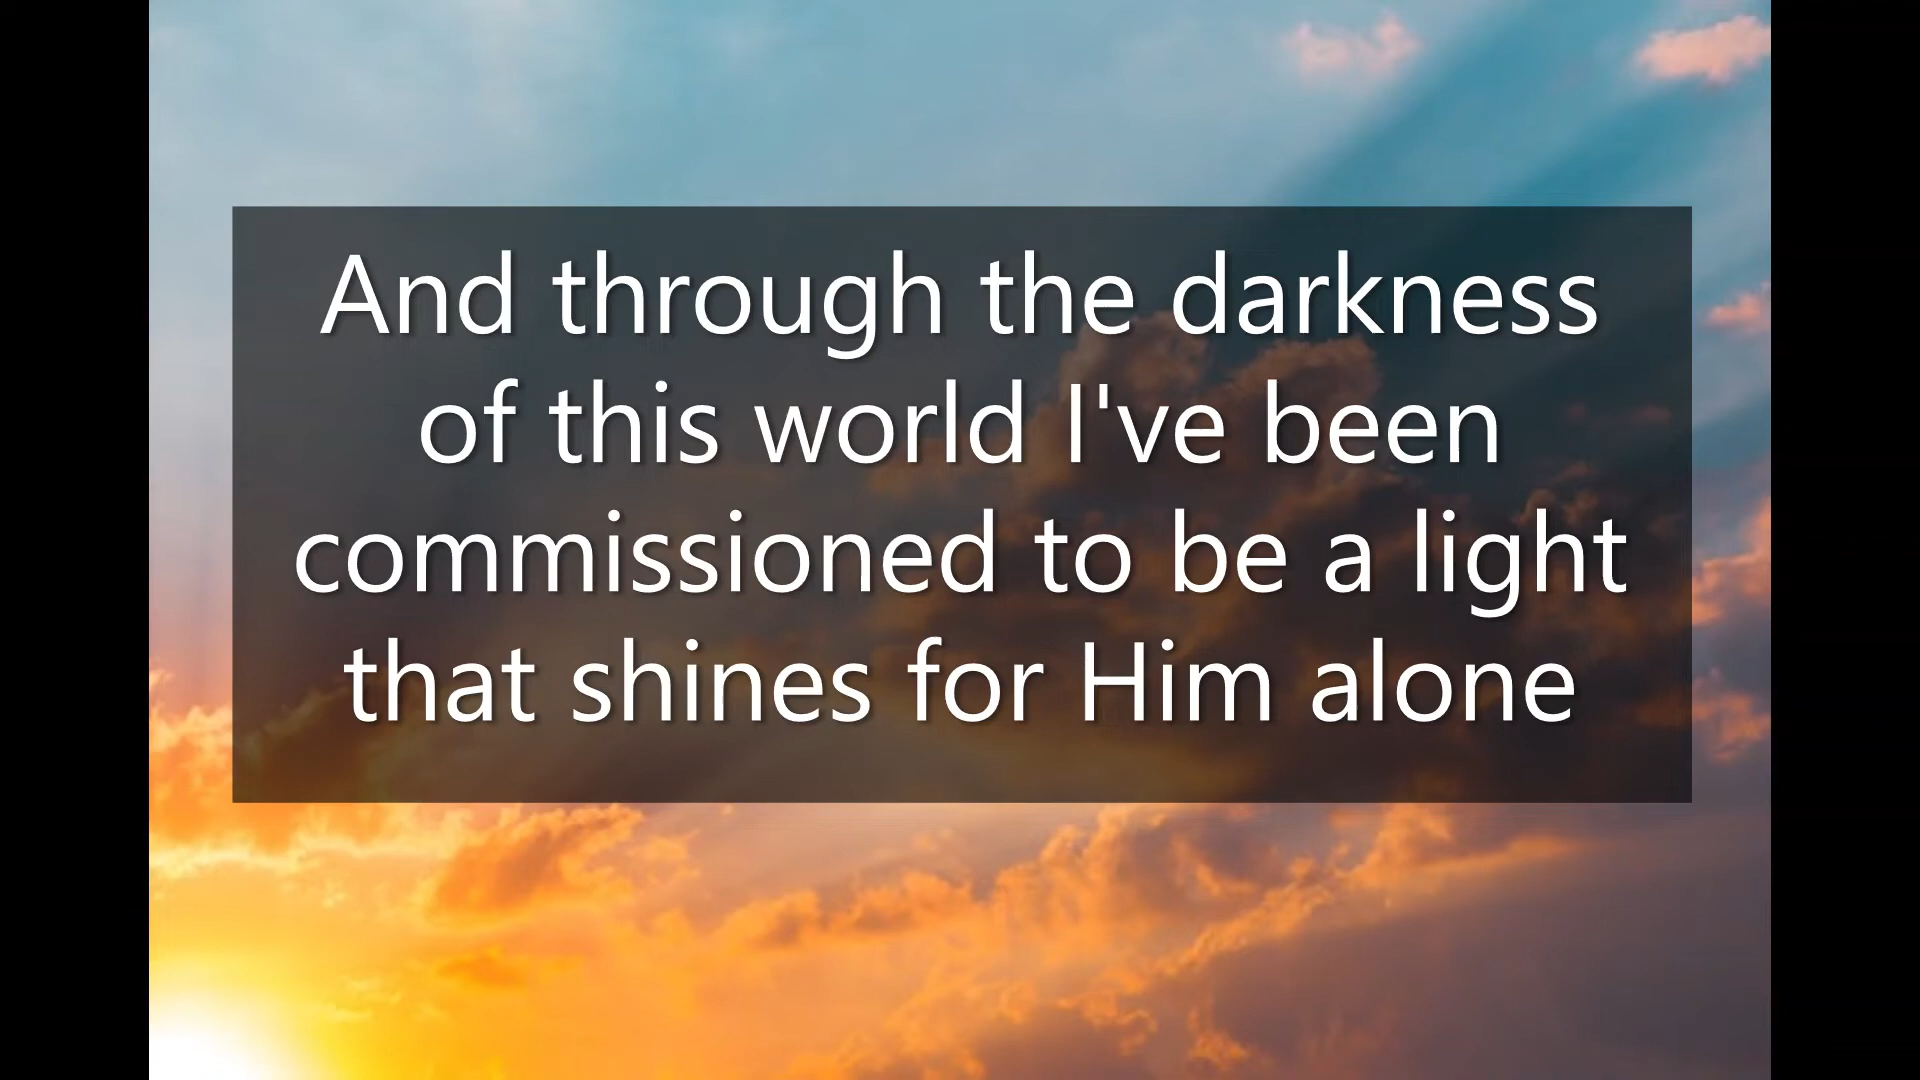 And through the darkness
of this world I've been
commissioned to be a light
that shines for Him alone